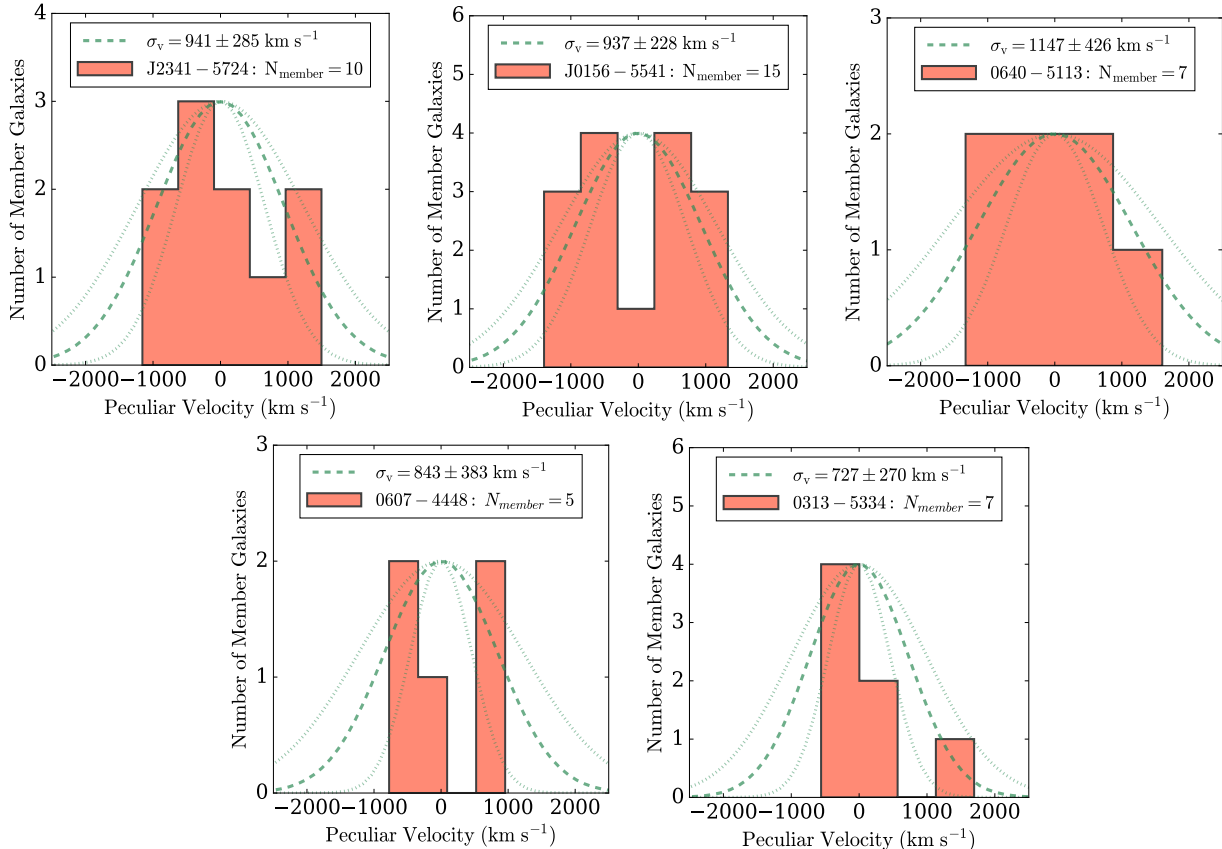 4
3
2
1
0
Number of Member Galaxies
σv = 941 ± 285 km s⁻¹
J2341−5724: Nmember = 10
−2000 −1000 0 1000 2000
Peculiar Velocity (km s⁻¹)
6
5
4
3
2
1
0
Number of Member Galaxies
σv = 937 ± 228 km s⁻¹
J0156−5541: Nmember = 15
−2000 −1000 0 1000 2000
Peculiar Velocity (km s⁻¹)
3
2
1
0
Number of Member Galaxies
σv = 1147 ± 426 km s⁻¹
0640−5113: Nmember = 7
−2000 −1000 0 1000 2000
Peculiar Velocity (km s⁻¹)
3
2
1
0
Number of Member Galaxies
σv = 843 ± 383 km s⁻¹
0607−4448: Nmember = 5
−2000 −1000 0 1000 2000
Peculiar Velocity (km s⁻¹)
6
5
4
3
2
1
0
Number of Member Galaxies
σv = 727 ± 270 km s⁻¹
0313−5334: Nmember = 7
−2000 −1000 0 1000 2000
Peculiar Velocity (km s⁻¹)